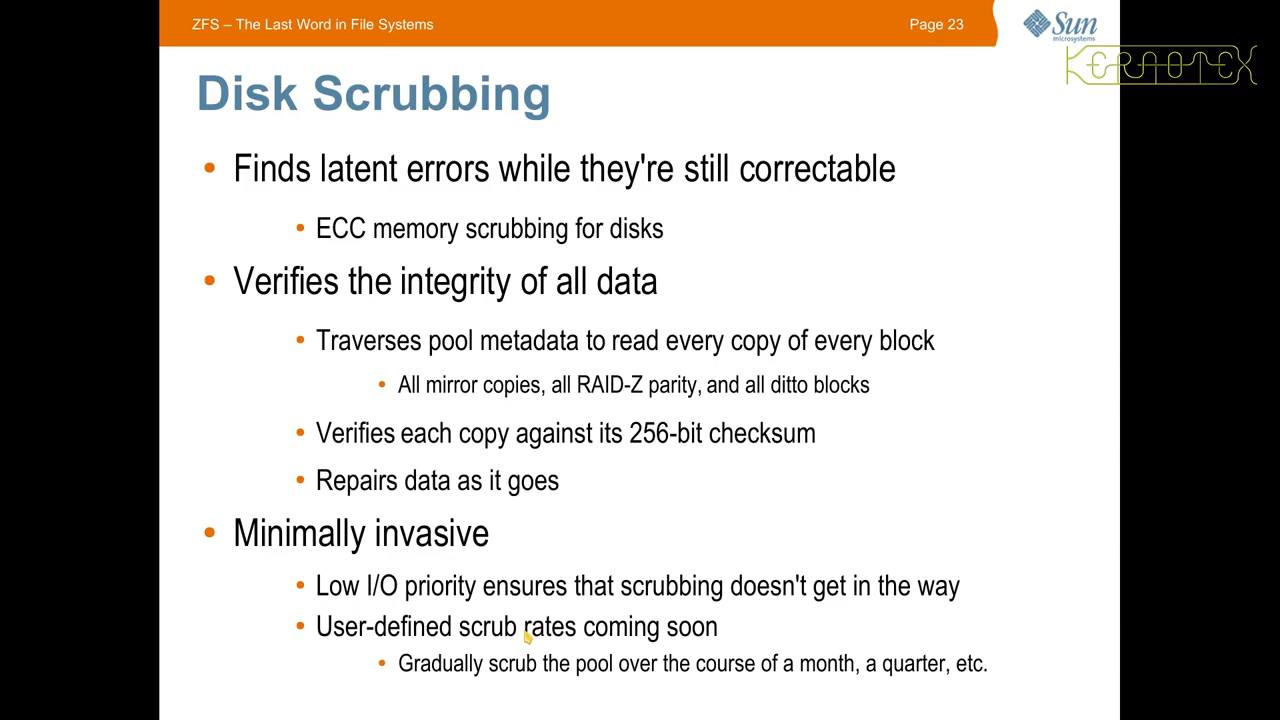 ZFS – The Last Word in File Systems
Page 23
Sun
microsystems
KERNOTEX
Disk Scrubbing
• Finds latent errors while they're still correctable
• ECC memory scrubbing for disks
• Verifies the integrity of all data
• Traverses pool metadata to read every copy of every block
• All mirror copies, all RAID-Z parity, and all ditto blocks
• Verifies each copy against its 256-bit checksum
• Repairs data as it goes
• Minimally invasive
• Low I/O priority ensures that scrubbing doesn't get in the way
• User-defined scrub rates coming soon
• Gradually scrub the pool over the course of a month, a quarter, etc.